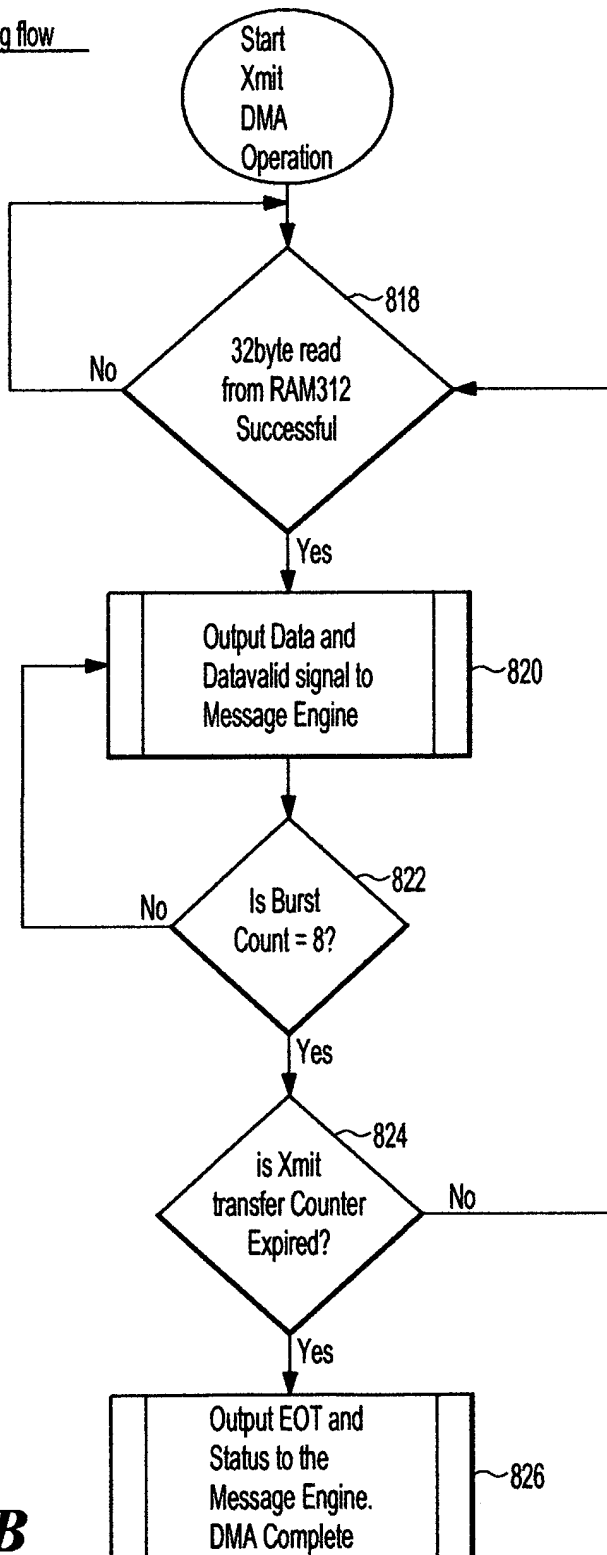 g flow
Start
Xmit
DMA
Operation
818
32byte read
from RAM312
Successful
No
Yes
Output Data and
Datavalid signal to
Message Engine
820
822
Is Burst
Count = 8?
No
Yes
824
is Xmit
transfer Counter
Expired?
No
Yes
Output EOT and
Status to the
Message Engine.
DMA Complete
826
B